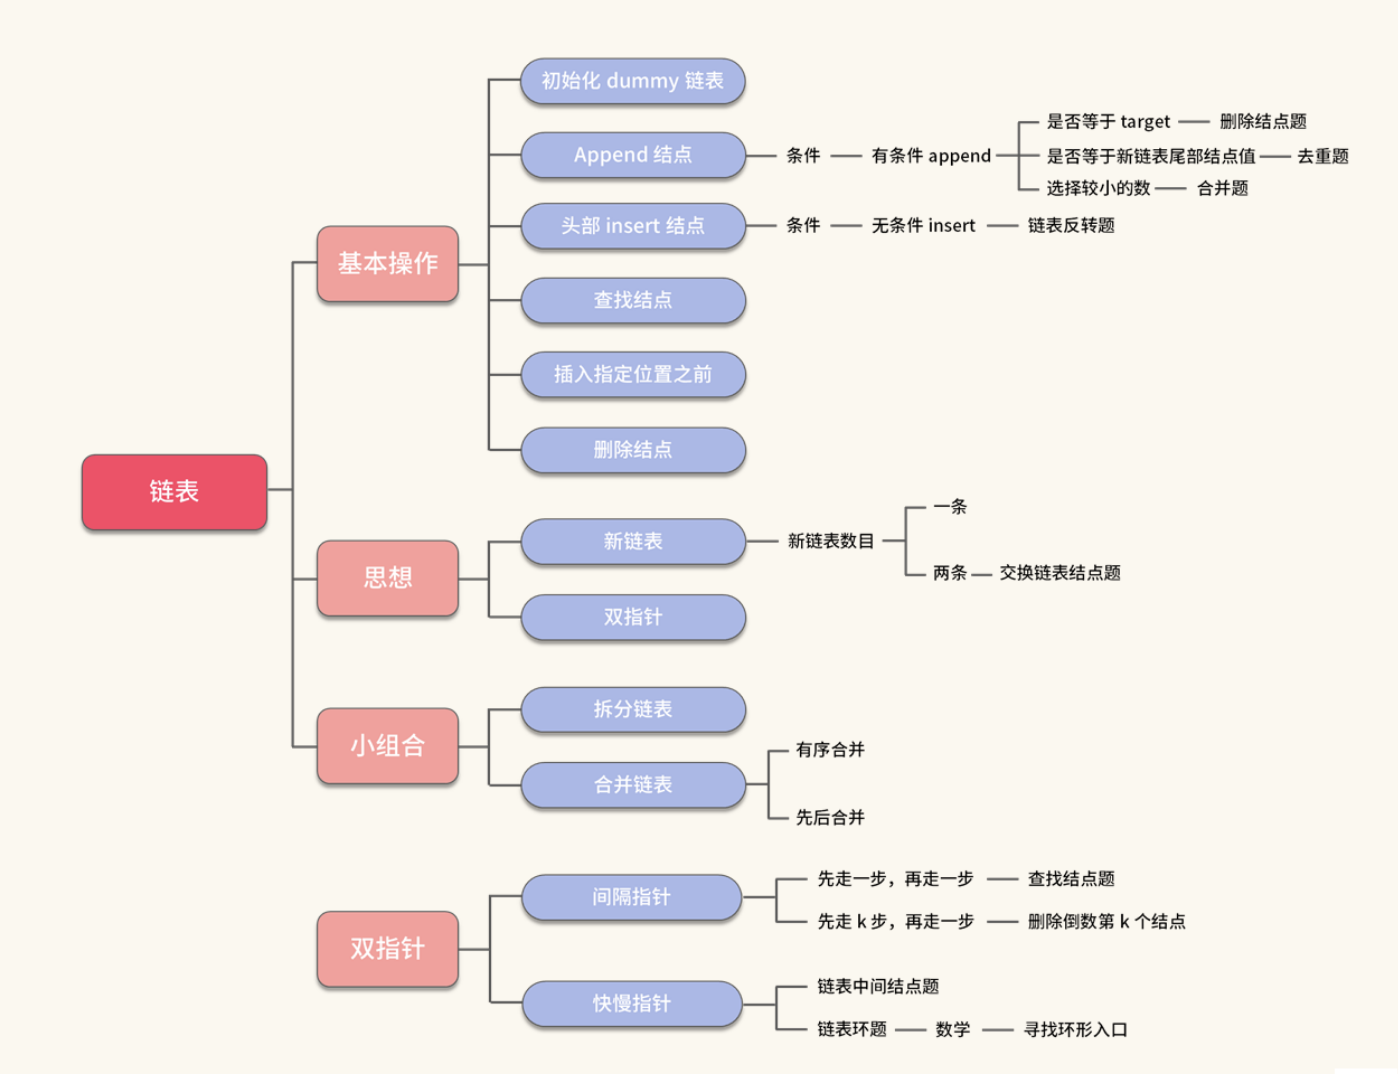 链表
基本操作
初始化 dummy 链表
Append 结点
条件
有条件 append
是否等于 target
删除结点题
是否等于新链表尾部结点值
去重题
选择较小的数
合并题
头部 insert 结点
条件
无条件 insert
链表反转题
查找结点
插入指定位置之前
删除结点
思想
新链表
新链表数目
一条
两条
交换链表结点题
双指针
小组合
拆分链表
合并链表
有序合并
先后合并
双指针
间隔指针
先走一步，再走一步
查找结点题
先走 k 步，再走一步
删除倒数第 k 个结点
快慢指针
链表中间结点题
链表环题
数学
寻找环形入口